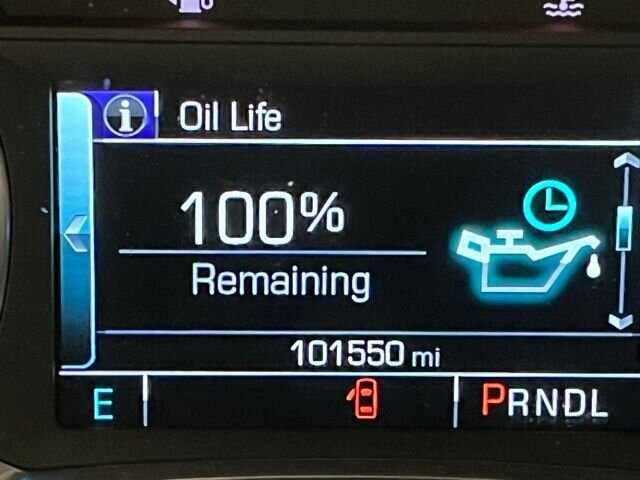 Oil Life
100%
Remaining
101550 mi
E
PRNDL